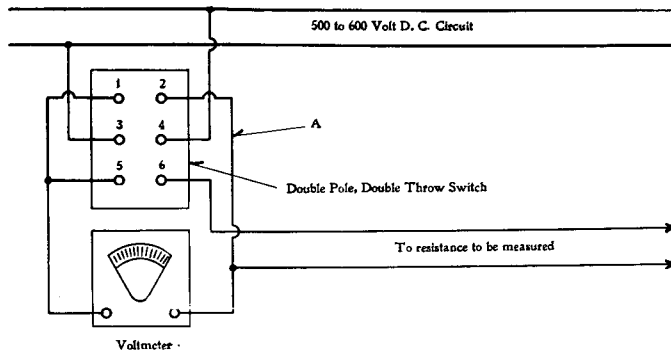 500 to 600 Volt D. C. Circuit
1 2
3 4
A
5 6
Double Pole, Double Throw Switch
To resistance to be measured
Voltmeter